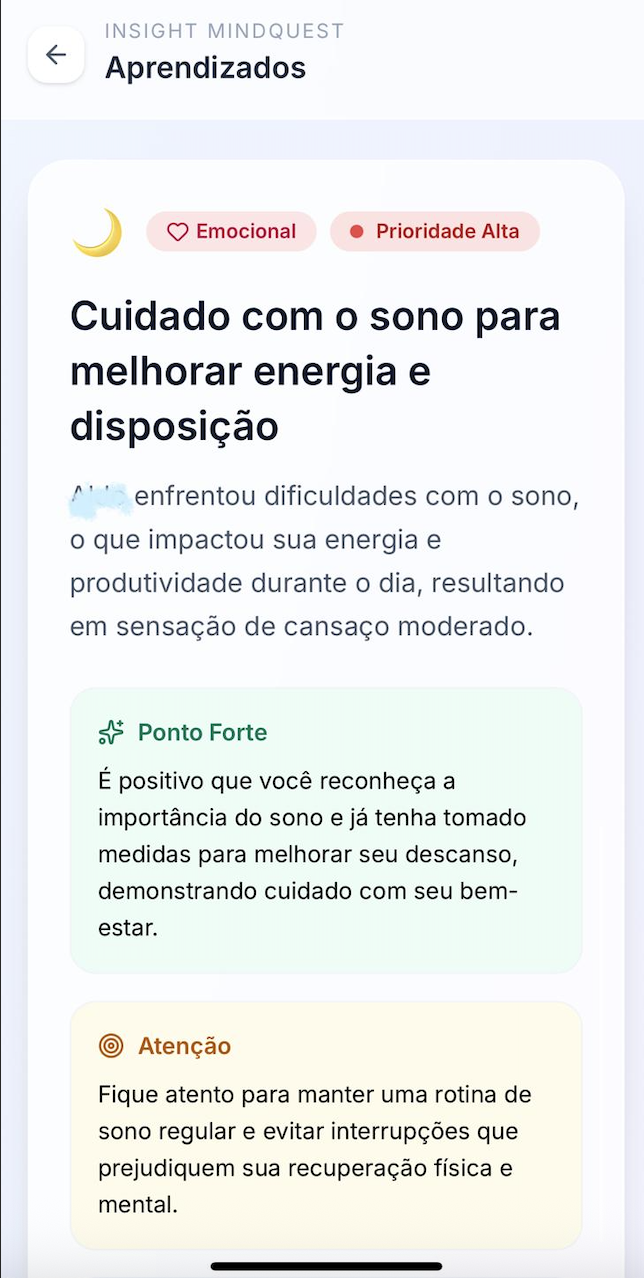 INSIGHT MINDQUEST
Aprendizados
Emocional
Prioridade Alta
Cuidado com o sono para
melhorar energia e
disposição
enfrentou dificuldades com o sono,
o que impactou sua energia e
produtividade durante o dia, resultando
em sensação de cansaço moderado.
Ponto Forte
É positivo que você reconheça a
importância do sono e já tenha tomado
medidas para melhorar seu descanso,
demonstrando cuidado com seu bem-
estar.
Atenção
Fique atento para manter uma rotina de
sono regular e evitar interrupções que
prejudiquem sua recuperação física e
mental.